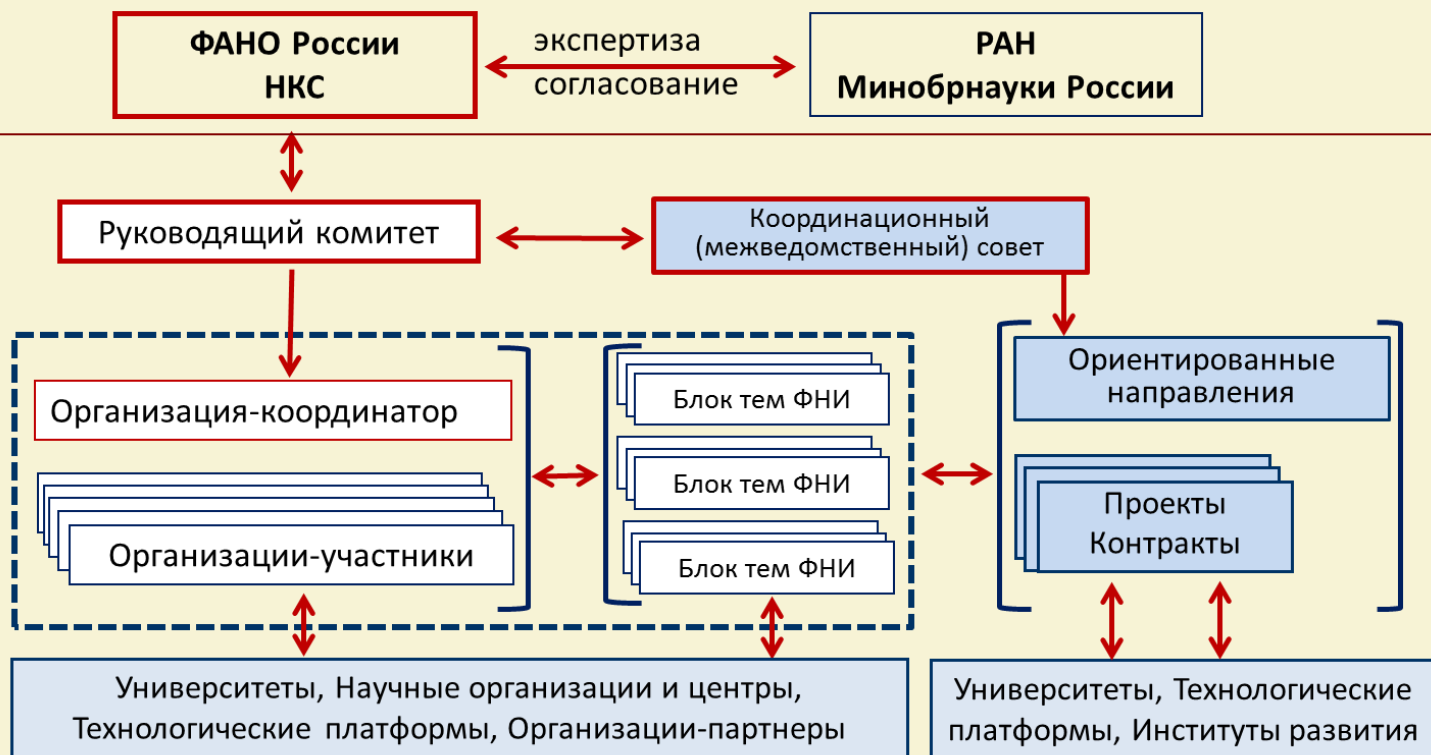 ФАНО России
НКС
экспертиза
согласование
РАН
Минобрнауки России
Руководящий комитет
Координационный
(межведомственный) совет
Организация-координатор
Организации-участники
Блок тем ФНИ
Блок тем ФНИ
Блок тем ФНИ
Ориентированные
направления
Проекты
Контракты
Университеты, Научные организации и центры,
Технологические платформы, Организации-партнеры
Университеты, Технологические
платформы, Институты развития